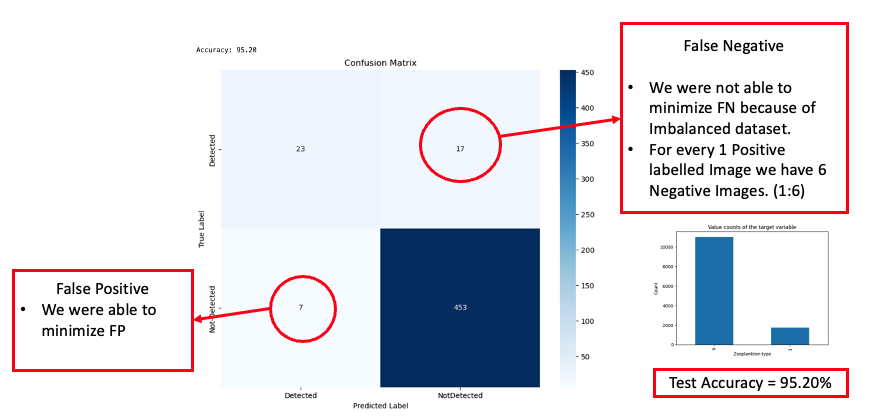 Accuracy: 95.20
Confusion Matrix
True Label
Detected
Not-Detected
23
17
7
453
Detected
NotDetected
Predicted Label
450
400
350
300
250
200
150
100
50
False Negative
• We were not able to
minimize FN because of
Imbalanced dataset.
• For every 1 Positive
labelled Image we have 6
Negative Images. (1:6)
False Positive
• We were able to
minimize FP
Value counts of the target variable
Count
10000
8000
6000
4000
2000
0
0
1
Zooplankton type
Test Accuracy = 95.20%